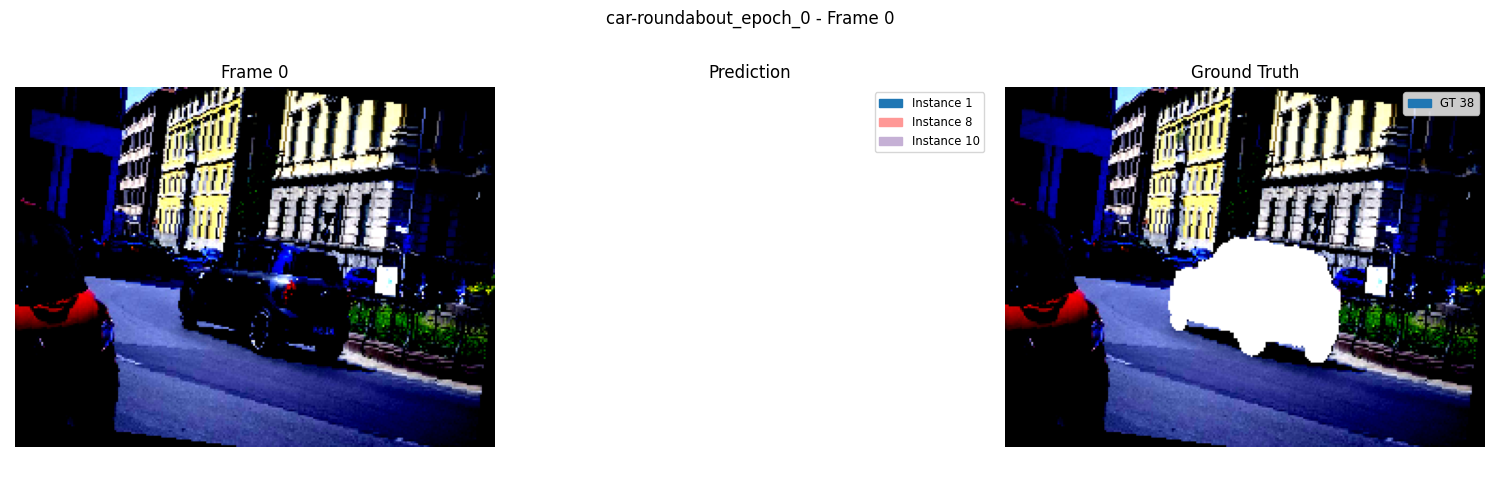 car-roundabout_epoch_0 - Frame 0
Frame 0
Prediction
Ground Truth
Instance 1
Instance 8
Instance 10
GT 38